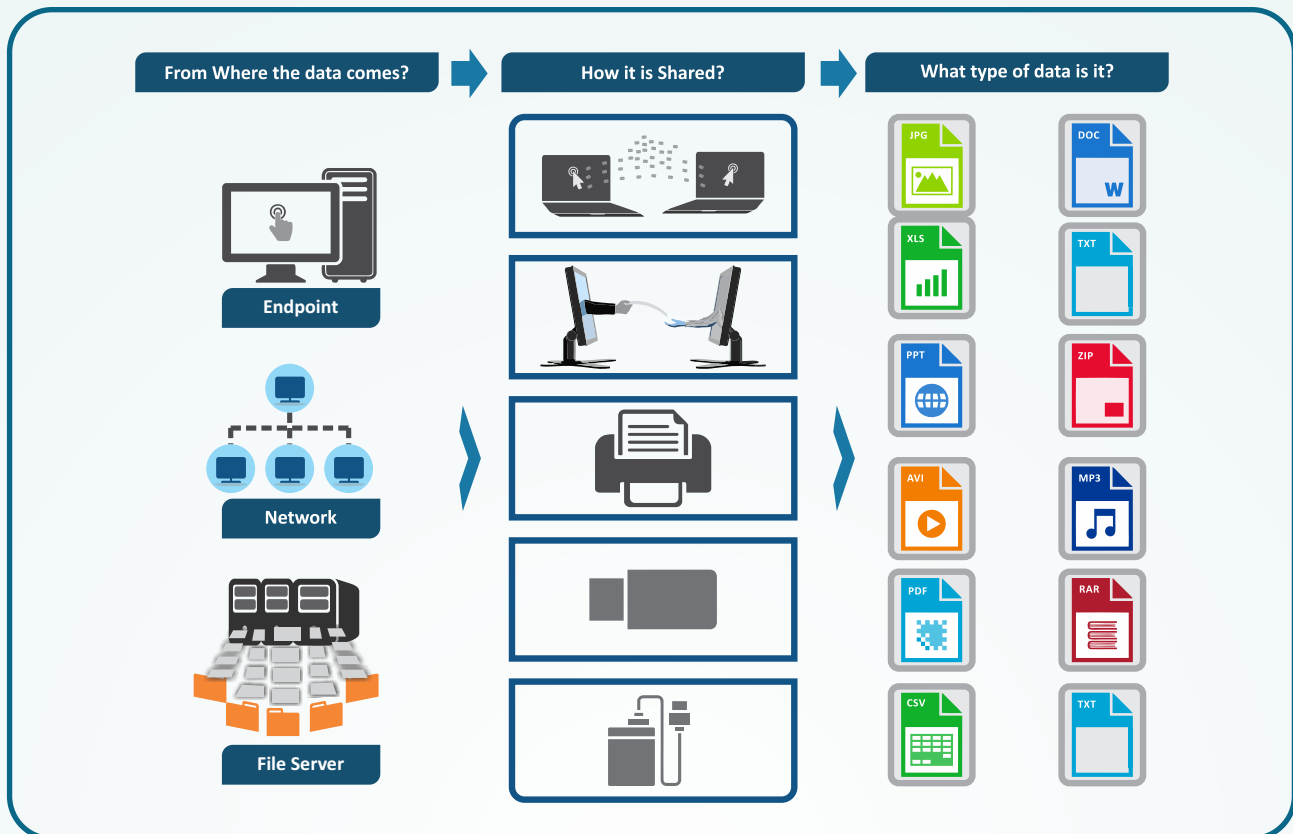 From Where the data comes?
How it is Shared?
What type of data is it?
Endpoint
Network
File Server
JPG
DOC
W
XLS
TXT
PPT
ZIP
AVI
MP3
PDF
RAR
CSV
TXT